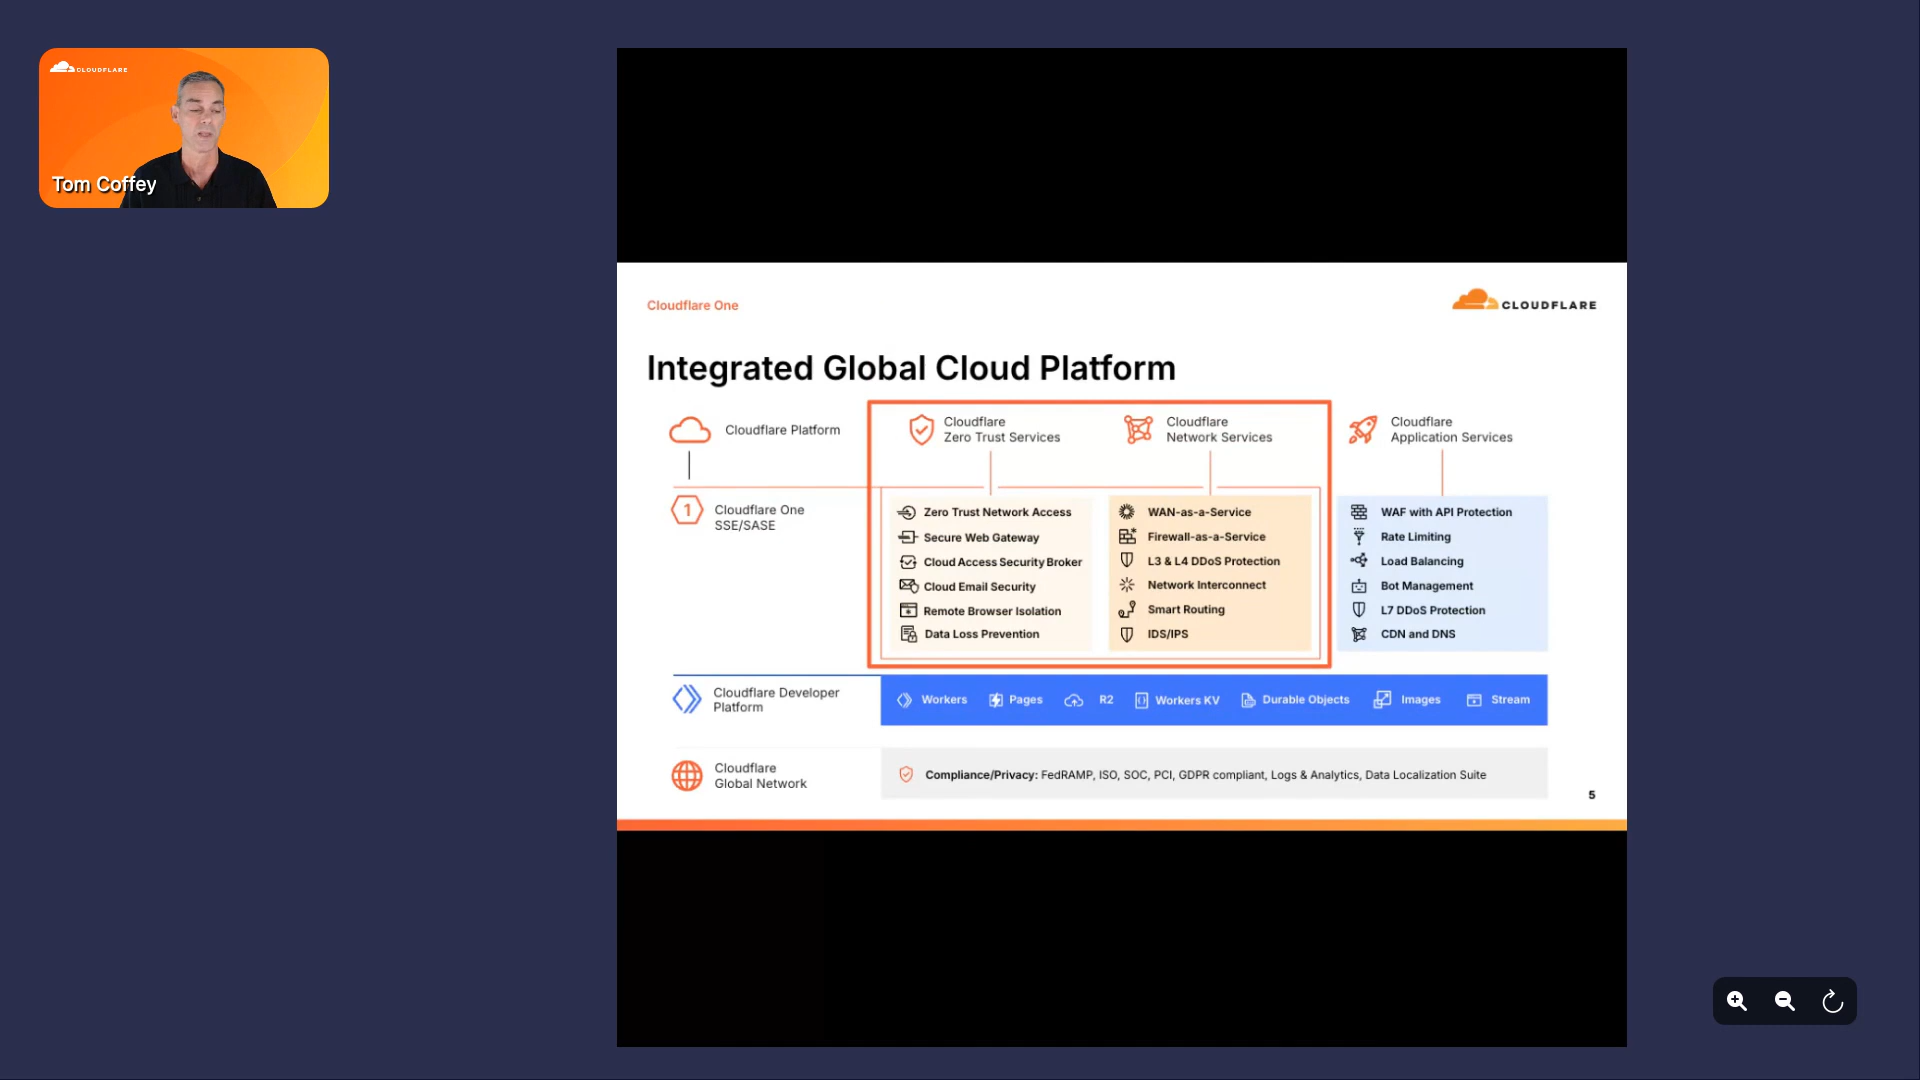 CLOUDFLARE
Tom Coffey
Cloudflare One
CLOUDFLARE
Integrated Global Cloud Platform
Cloudflare Platform
Cloudflare
Zero Trust Services
Cloudflare
Network Services
Cloudflare
Application Services
1
Cloudflare One
SSE/SASE
Zero Trust Network Access
Secure Web Gateway
Cloud Access Security Broker
Cloud Email Security
Remote Browser Isolation
Data Loss Prevention
WAN-as-a-Service
Firewall-as-a-Service
L3 & L4 DDoS Protection
Network Interconnect
Smart Routing
IDS/IPS
WAF with API Protection
Rate Limiting
Load Balancing
Bot Management
L7 DDoS Protection
CDN and DNS
Cloudflare Developer
Platform
Workers
Pages
R2
Workers KV
Durable Objects
Images
Stream
Cloudflare
Global Network
Compliance/Privacy: FedRAMP, ISO, SOC, PCI, GDPR compliant, Logs & Analytics, Data Localization Suite
5